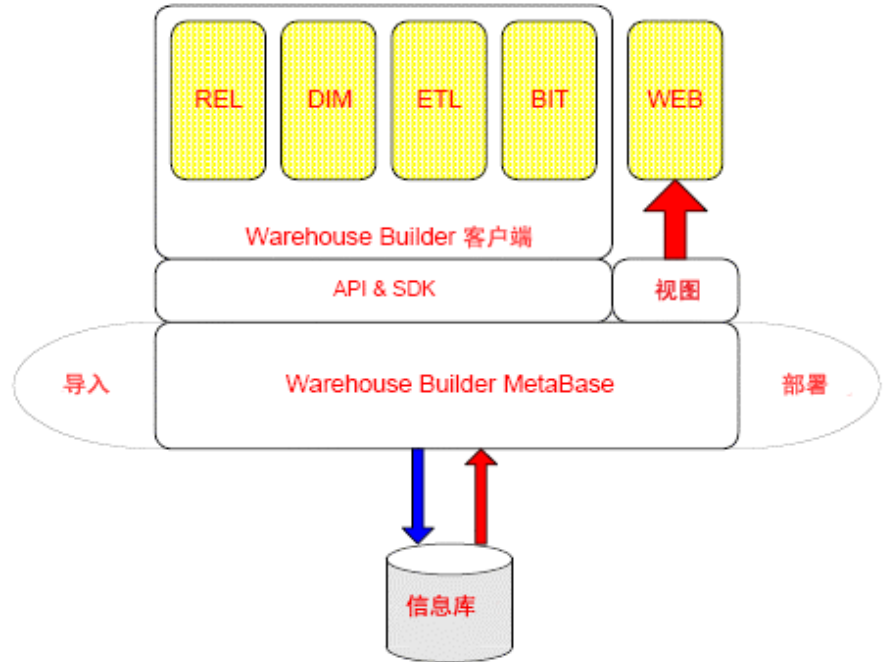 REL
DIM
ETL
BIT
WEB
Warehouse Builder 客户端
API & SDK
视图
导入
Warehouse Builder MetaBase
部署
信息库